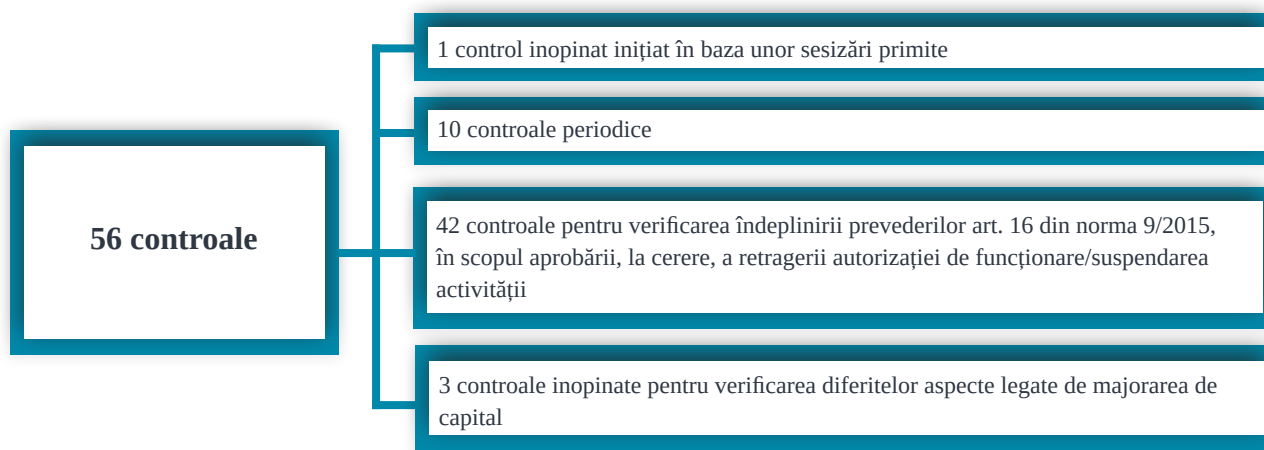 56 controale
1 control inopinat inițiat în baza unor sesizări primite
10 controale periodice
42 controale pentru verificarea îndeplinirii prevederilor art. 16 din norma 9/2015,
în scopul aprobării, la cerere, a retragerii autorizației de funcționare/suspendarea
activității
3 controale inopinate pentru verificarea diferitelor aspecte legate de majorarea de
capital